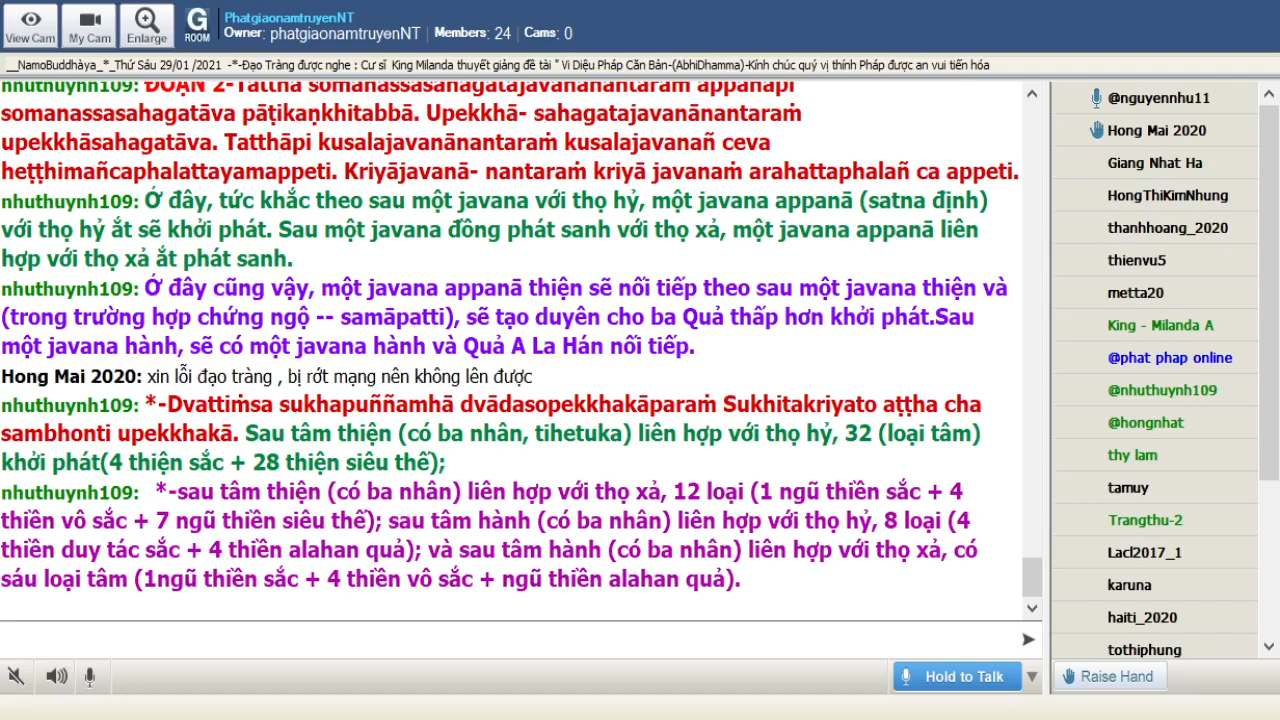 View Cam
My Cam
Enlarge
G
ROOM
PhatgiaonamtruyenNT
Owner: phatgiaonamtruyenNT | Members: 24 | Cams: 0
__NamoBuddhàya_*_Thứ Sáu 29/01 /2021 -*-Đạo Tràng được nghe : Cư sĩ King Milanda thuyết giảng đề tài " Vi Diệu Pháp Căn Bản-(AbhiDhamma)-Kính chúc quý vị thính Pháp được an vui tiến hóa
nhuthuynh109: ĐOẠN 2-Tattha somanassasahagatajavanānantaraṁ appanāpi
somanassasahagatāva pāṭikaṇkhitabbā. Upekkhā- sahagatajavanānantaraṁ
upekkhāsahagatāva. Tatthāpi kusalajavanānantaraṁ kusalajavanañ ceva
heṭṭhimañcaphalattayamappeti. Kriyājavanā- nantaraṁ kriyā javanaṁ arahattaphalañ ca appeti.
nhuthuynh109: Ở đây, tức khắc theo sau một javana với thọ hỷ, một javana appanā (satna định)
với thọ hỷ ắt sẽ khởi phát. Sau một javana đồng phát sanh với thọ xả, một javana appanā liên
hợp với thọ xả ắt phát sanh.
nhuthuynh109: Ở đây cũng vậy, một javana appanā thiện sẽ nối tiếp theo sau một javana thiện và
(trong trường hợp chứng ngộ -- samāpatti), sẽ tạo duyên cho ba Quả thấp hơn khởi phát.Sau
một javana hành, sẽ có một javana hành và Quả A La Hán nối tiếp.
Hong Mai 2020: xin lỗi đạo tràng , bị rớt mạng nên không lên được
nhuthuynh109: *-Dvattiṁsa sukhapuññamhā dvādasopekkhakāparaṁ Sukhitakriyato aṭṭha cha
sambhonti upekkhakā. Sau tâm thiện (có ba nhân, tihetuka) liên hợp với thọ hỷ, 32 (loại tâm)
khởi phát(4 thiện sắc + 28 thiện siêu thế);
nhuthuynh109: *-sau tâm thiện (có ba nhân) liên hợp với thọ xả, 12 loại (1 ngũ thiền sắc + 4
thiền vô sắc + 7 ngũ thiền siêu thế); sau tâm hành (có ba nhân) liên hợp với thọ hỷ, 8 loại (4
thiền duy tác sắc + 4 thiền alahan quả); và sau tâm hành (có ba nhân) liên hợp với thọ xả, có
sáu loại tâm (1ngũ thiền sắc + 4 thiền vô sắc + ngũ thiền alahan quả).
Hold to Talk
@nguyennhu11
Hong Mai 2020
Giang Nhat Ha
HongThiKimNhung
thanhhoang_2020
thienvu5
metta20
King - Milanda A
@phat phap online
@nhuthuynh109
@hongnhat
thy lam
tamuy
Trangthu-2
Lacl2017_1
karuna
haiti_2020
tothiphung
Raise Hand